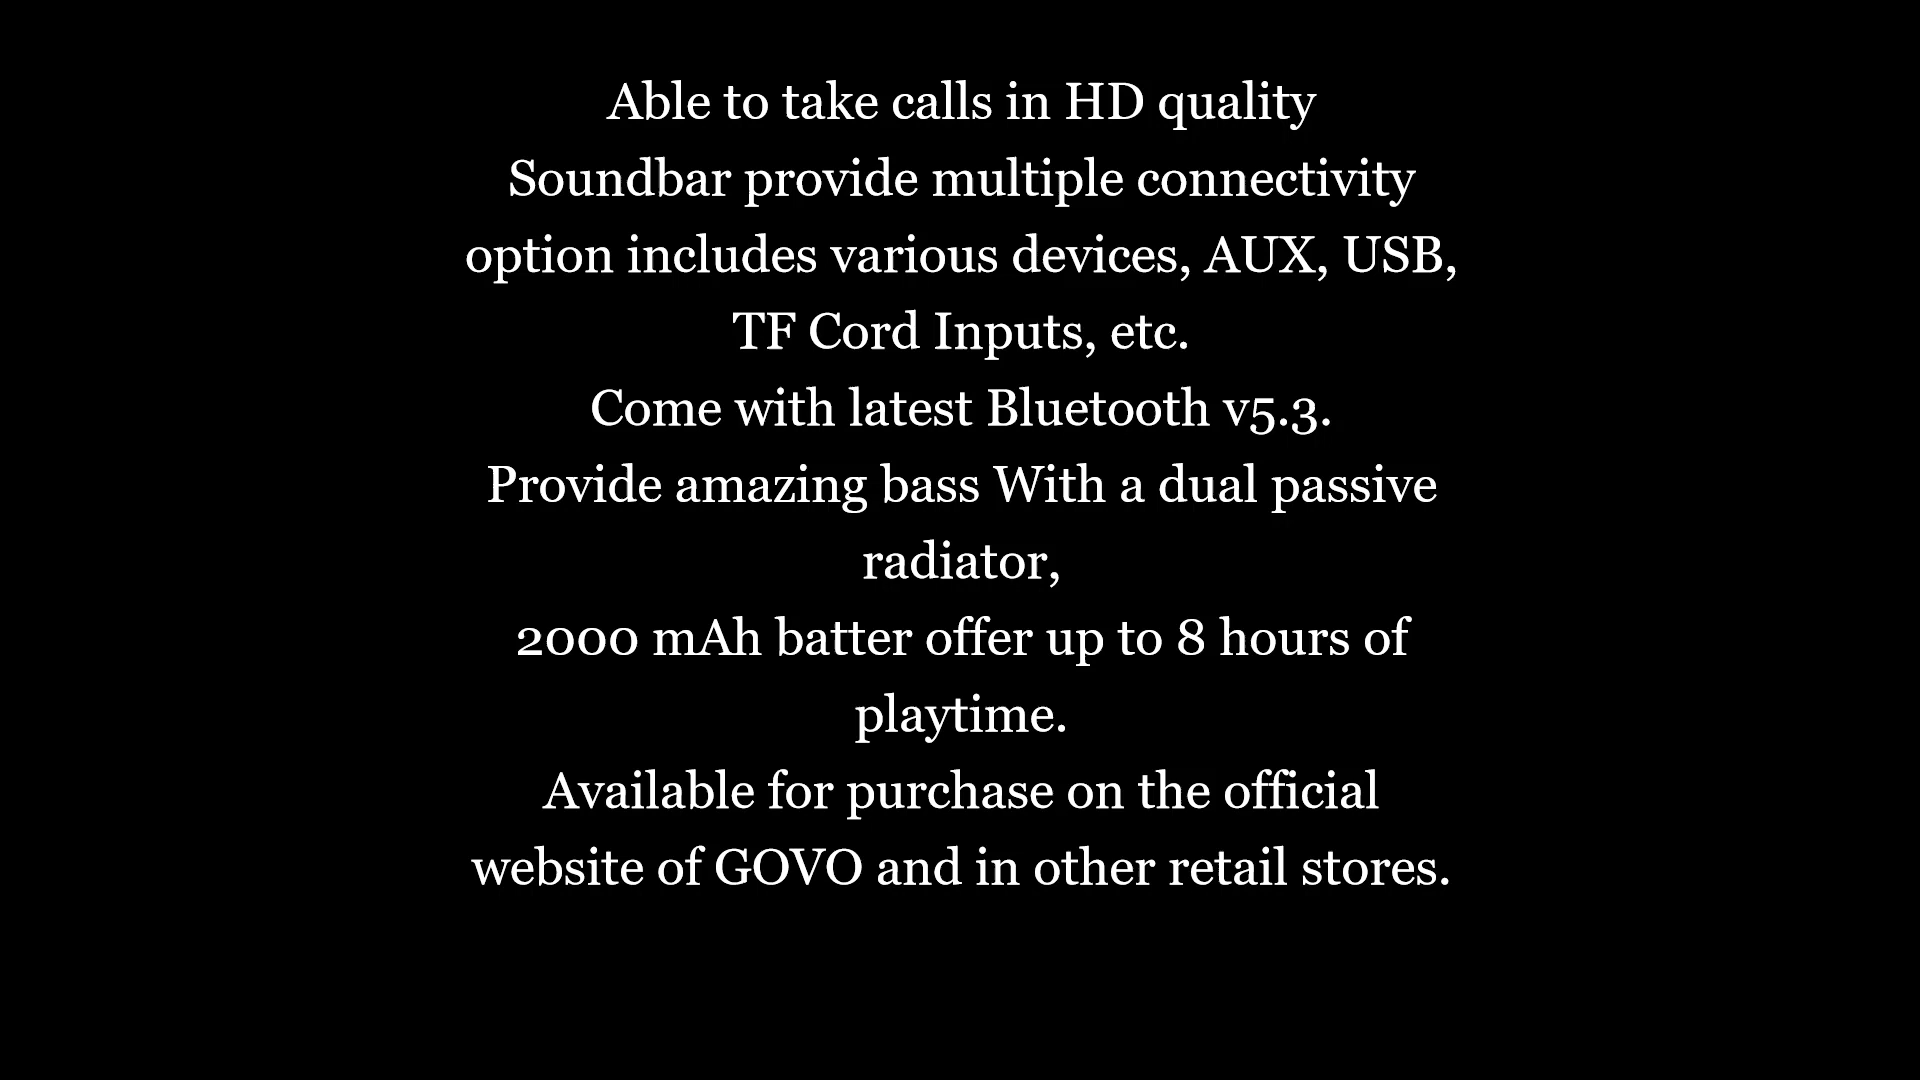 Able to take calls in HD quality
Soundbar provide multiple connectivity
option includes various devices, AUX, USB,
TF Cord Inputs, etc.
Come with latest Bluetooth v5.3.
Provide amazing bass With a dual passive
radiator,
2000 mAh batter offer up to 8 hours of
playtime.
Available for purchase on the official
website of GOVO and in other retail stores.